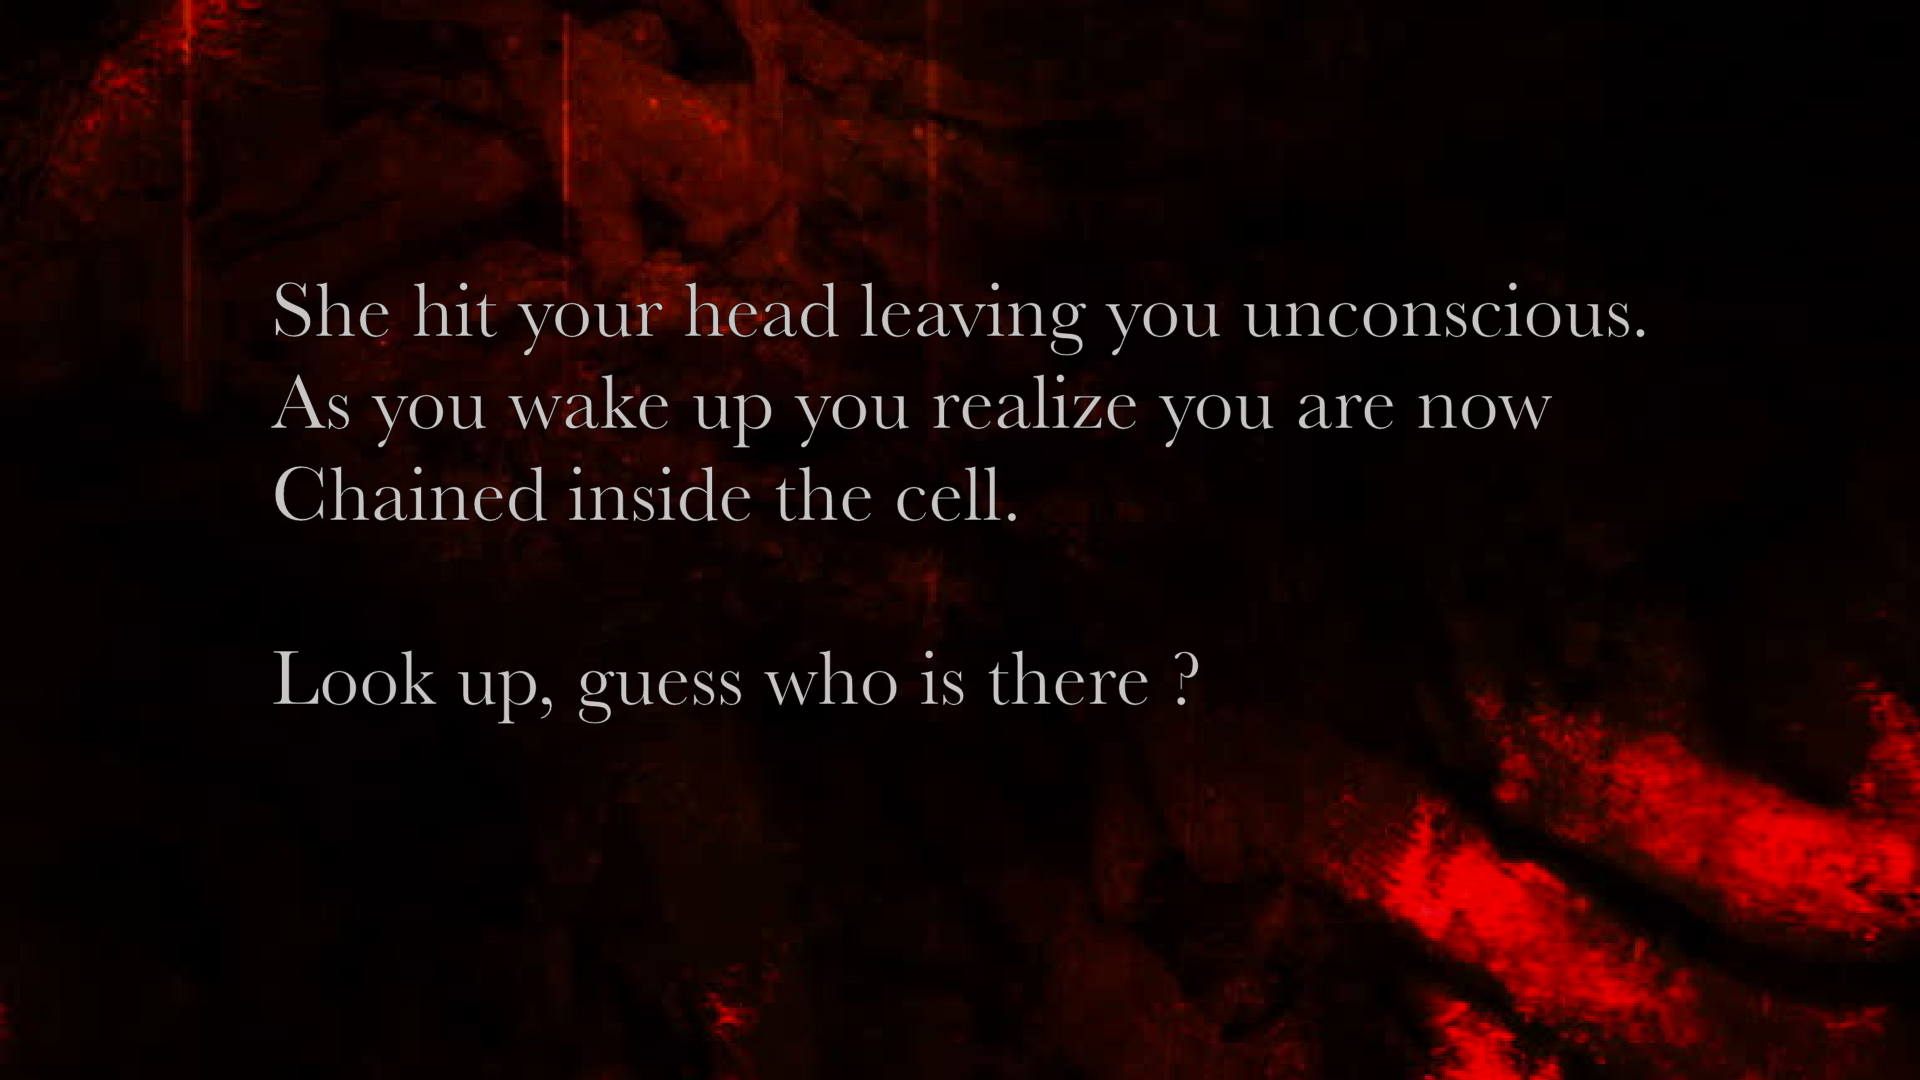 She hit your head leaving you unconscious.
As you wake up you realize you are now
Chained inside the cell.
Look up, guess who is there ?